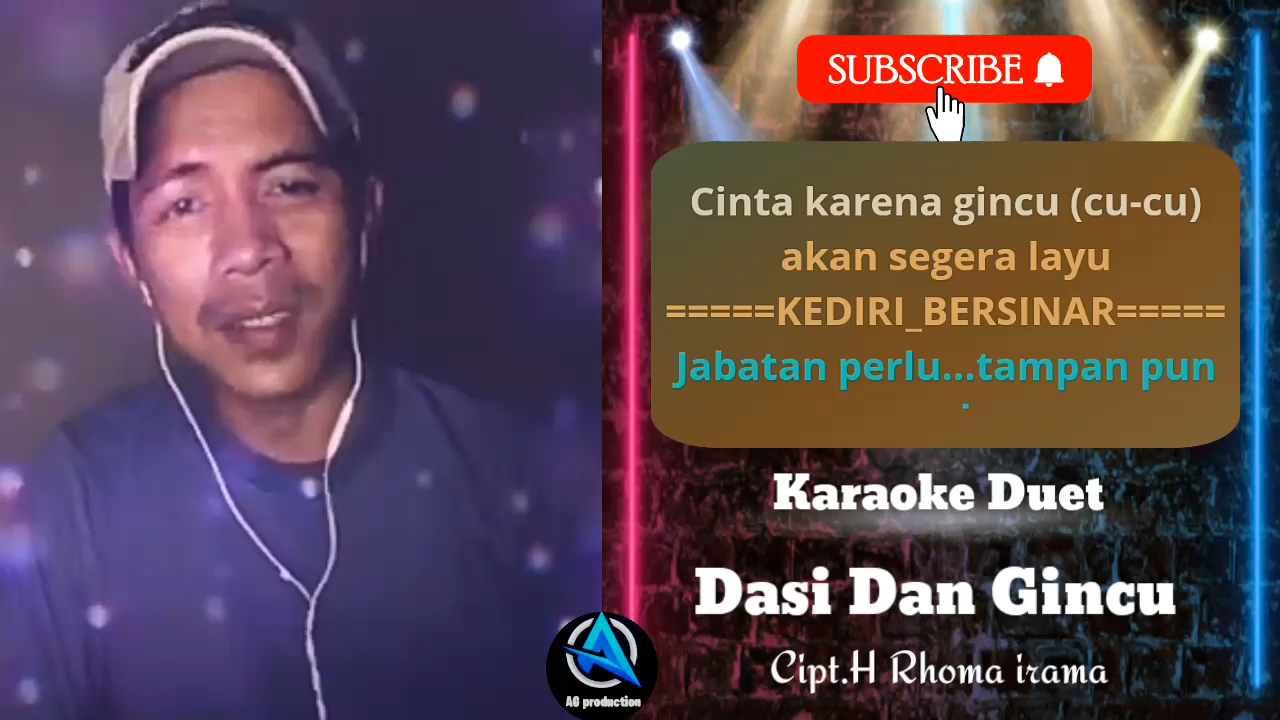 SUBSCRIBE
Cinta karena gincu (cu-cu)
akan segera layu
=====KEDIRI_BERSINAR=====
Jabatan perlu...tampan pun
Karaoke Duet
Dasi Dan Gincu
Cipt.H Rhoma irama
AG production